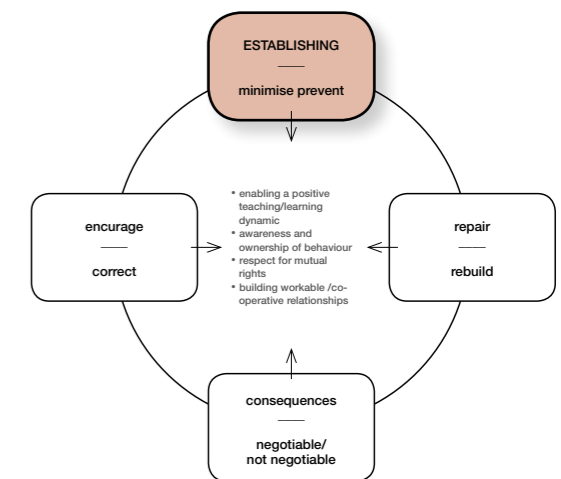 ESTABLISHING
minimise prevent
encurage
correct
• enabling a positive
teaching/learning
dynamic
• awareness and
ownership of behaviour
• respect for mutual
rights
• building workable /co-
operative relationships
repair
rebuild
consequences
negotiable/
not negotiable